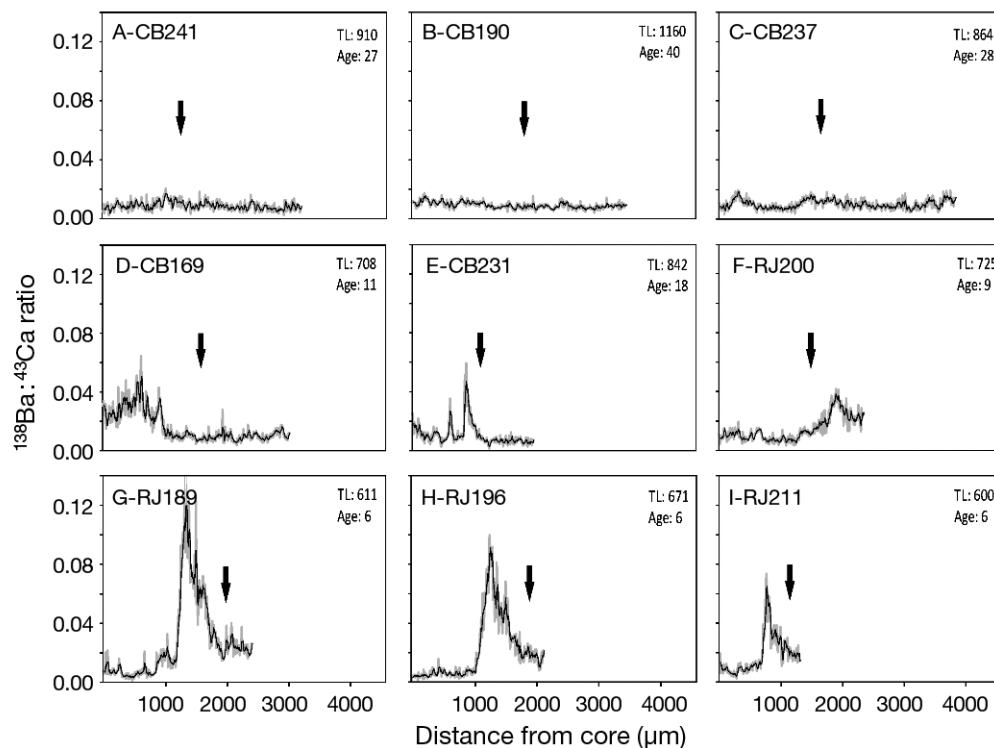 A-CB241
TL: 910
Age: 27
B-CB190
TL: 1160
Age: 40
C-CB237
TL: 864
Age: 28
0.12
0.08
0.04
0.00
D-CB169
TL: 708
Age: 11
E-CB231
TL: 842
Age: 18
F-RJ200
TL: 725
Age: 9
0.12
0.08
0.04
0.00
G-RJ189
TL: 611
Age: 6
H-RJ196
TL: 671
Age: 6
I-RJ211
TL: 600
Age: 6
0.12
0.08
0.04
0.00
¹³⁸Ba:⁴³Ca ratio
1000 2000 3000 4000 1000 2000 3000 4000 1000 2000 3000 4000
Distance from core (µm)